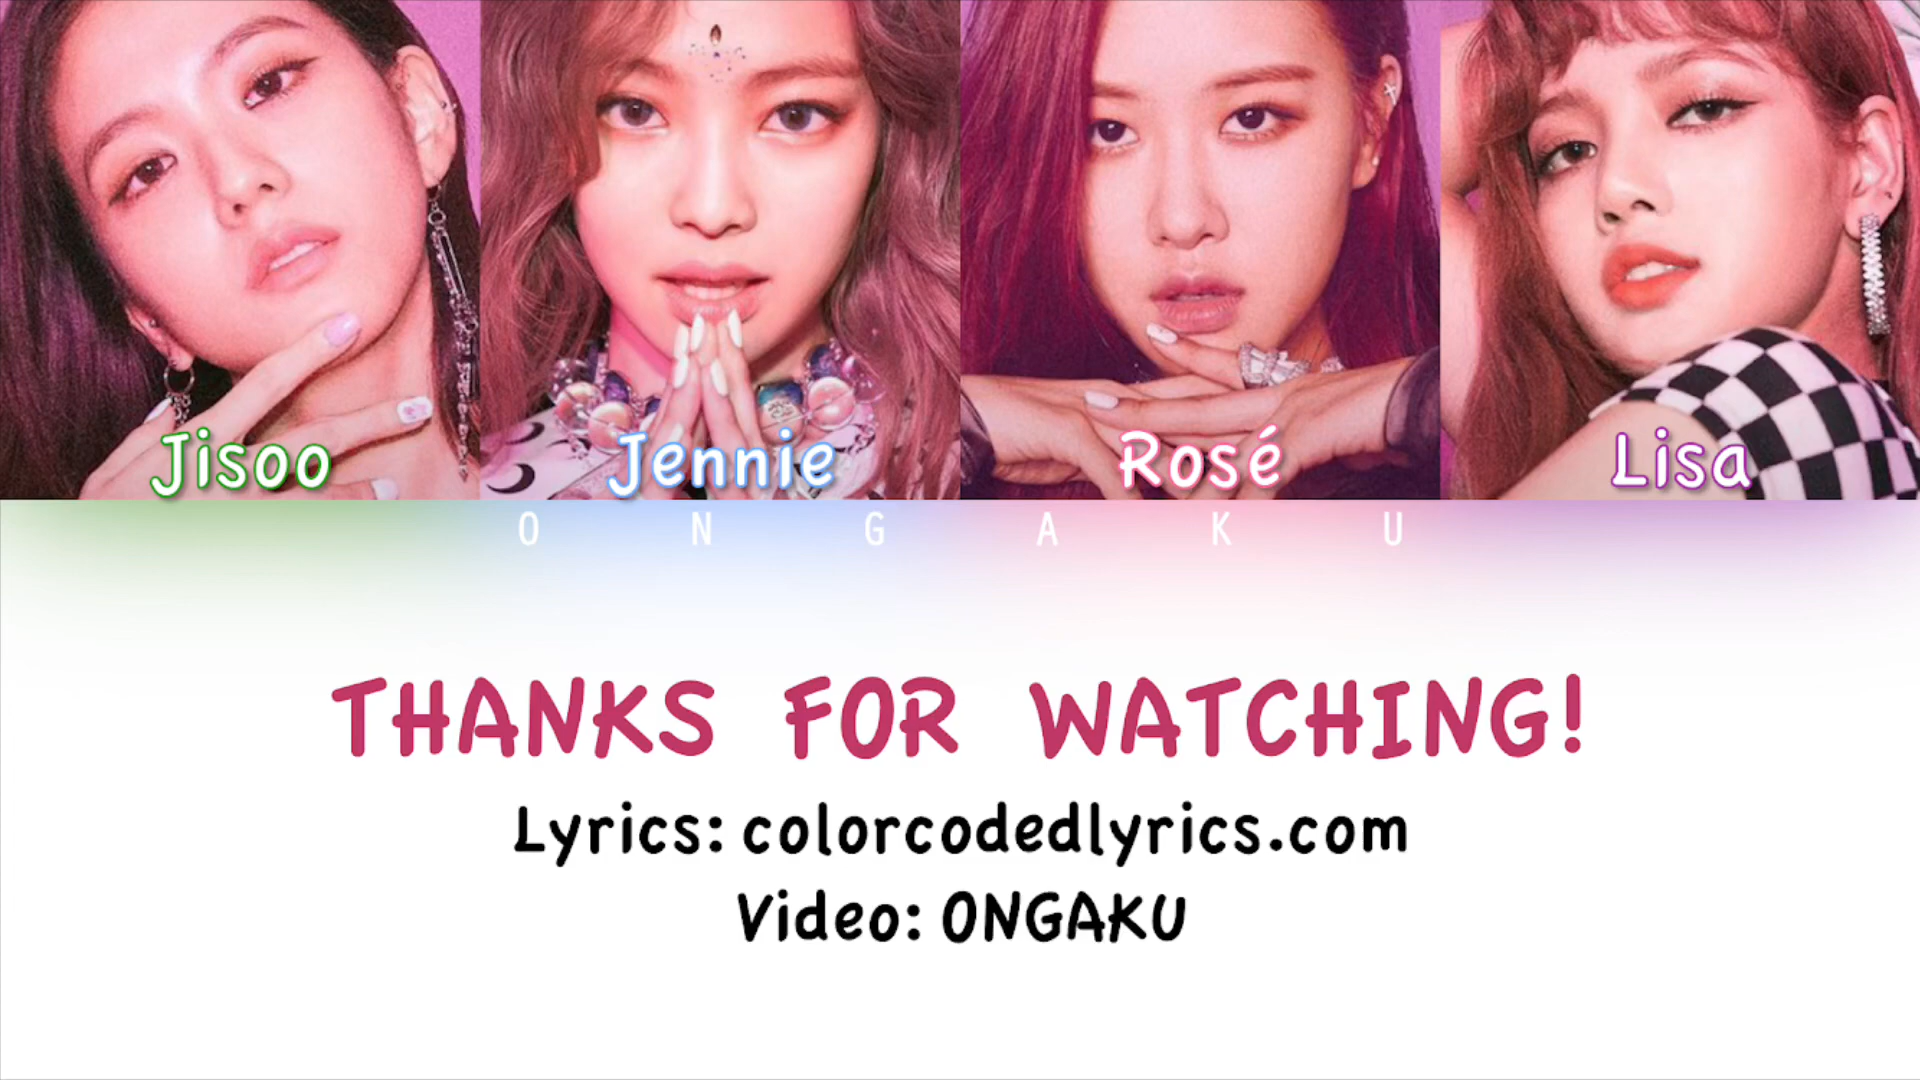 Jisoo Jennie Rosé Lisa
O N G A K U
THANKS FOR WATCHING!
Lyrics: colorcodedlyrics.com
Video: ONGAKU